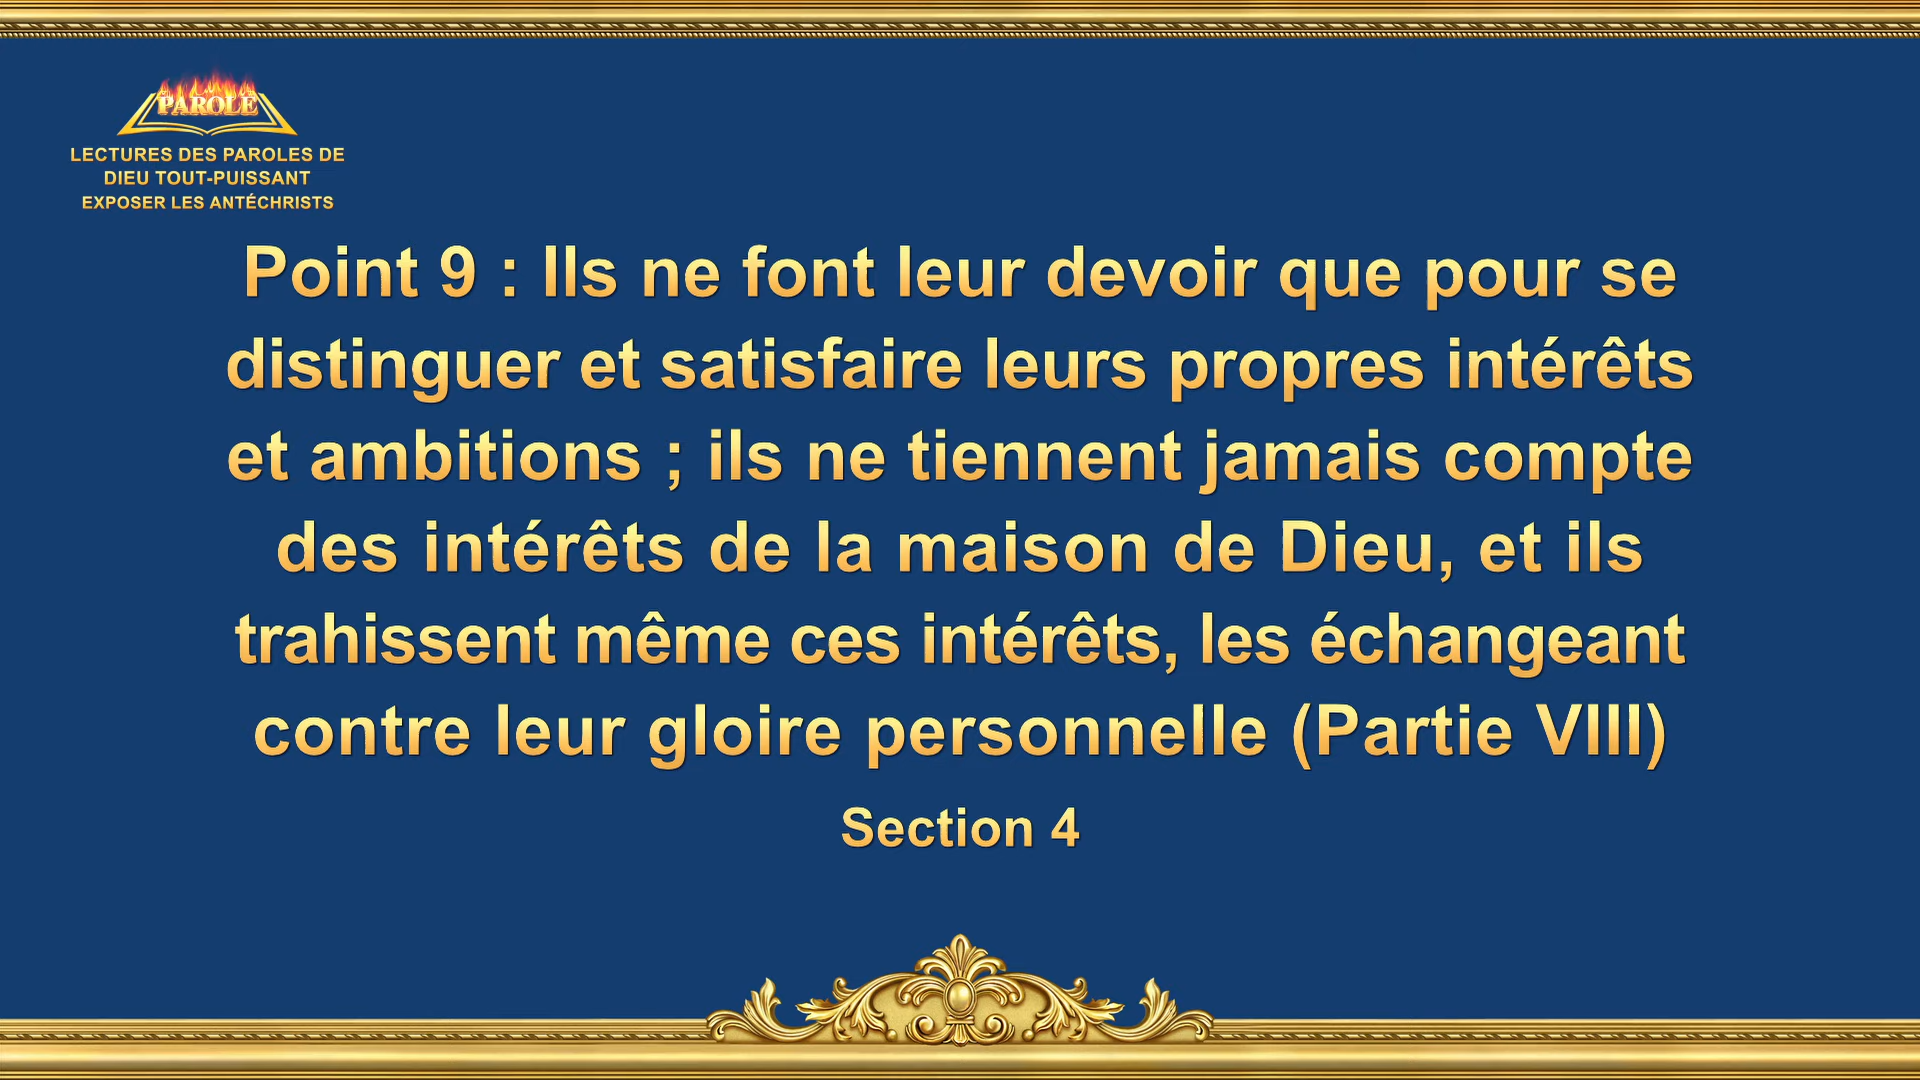 PAROLE
LECTURES DES PAROLES DE
DIEU TOUT-PUISSANT
EXPOSER LES ANTÉCHRISTS
Point 9 : Ils ne font leur devoir que pour se
distinguer et satisfaire leurs propres intérêts
et ambitions ; ils ne tiennent jamais compte
des intérêts de la maison de Dieu, et ils
trahissent même ces intérêts, les échangeant
contre leur gloire personnelle (Partie VIII)
Section 4